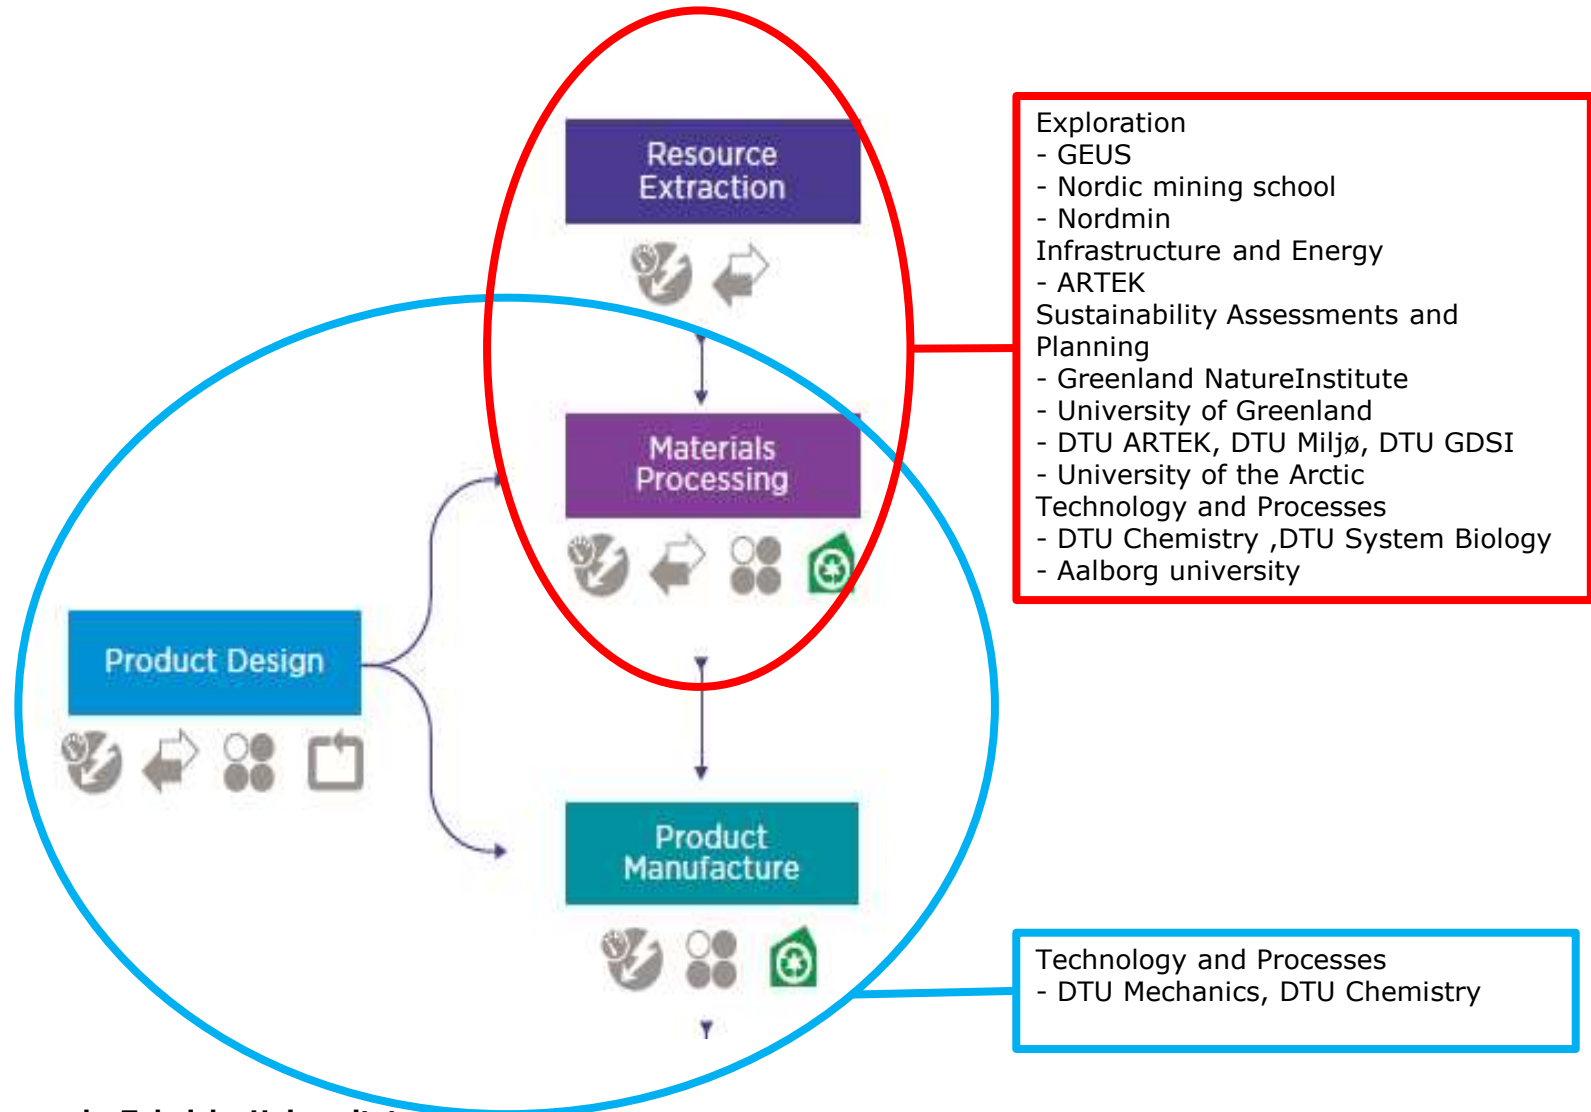 Resource
Extraction
Exploration
- GEUS
- Nordic mining school
- Nordmin
Infrastructure and Energy
- ARTEK
Sustainability Assessments and
Planning
- Greenland NatureInstitute
- University of Greenland
- DTU ARTEK, DTU Miljø, DTU GDSI
- University of the Arctic
Technology and Processes
- DTU Chemistry ,DTU System Biology
- Aalborg university
Materials
Processing
Product Design
Product
Manufacture
Technology and Processes
- DTU Mechanics, DTU Chemistry